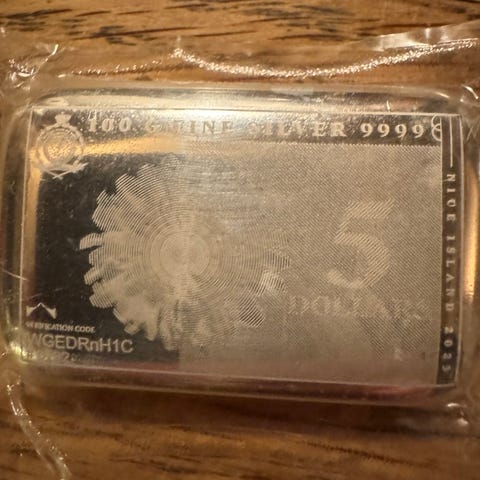 100 G FINE SILVER 9999
5
DOLLARS
NIUE ISLAND 2023
VERIFICATION CODE
WGEDRnH1C